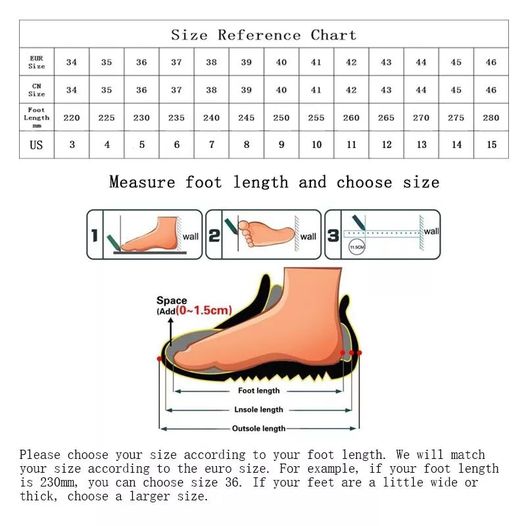 Size Reference Chart
EUR Size 34 35 36 37 38 39 40 41 42 43 44 45 46
CN Size 34 35 36 37 38 39 40 41 42 43 44 45 46
Foot Length mm 220 225 230 235 240 245 250 255 260 265 270 275 280
US 3 4 5 6 7 8 9 10 11 12 13 14 15
Measure foot length and choose size
1 wall 2 wall 3 wall
11.5CM
Space
(Add(0~1.5cm)
Foot length
Lnsole length
Outsole length
Please choose your size according to your foot length. We will match
your size according to the euro size. For example, if your foot length
is 230mm, you can choose size 36. If your feet are a little wide or
thick, choose a larger size.